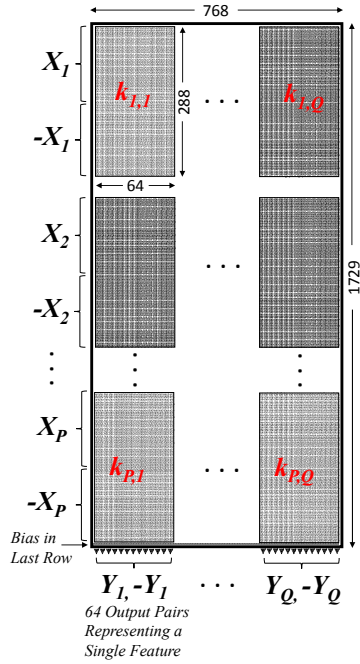 768
X1
k1,1
288
k1,Q
-X1
64
X2
1729
-X2
XP
kP,1
kP,Q
-XP
Bias in
Last Row
Y1, -Y1
YQ, -YQ
64 Output Pairs
Representing a
Single Feature